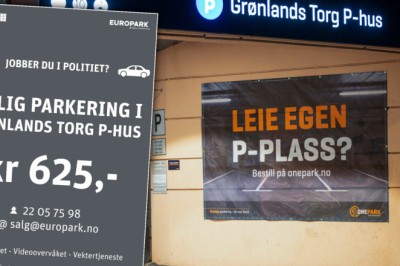 EUROPARK
JOBBER DU I POLITIET?
LIG PARKERING I
NLANDS TORG P-HUS
kr 625,-
22 05 75 98
@ salg@europark.no
et · Videoovervåket · Vektertjeneste
P Grønlands Torg P-hus
P
LEIE EGEN
P-PLASS?
Bestill på onepark.no
ONEPARK